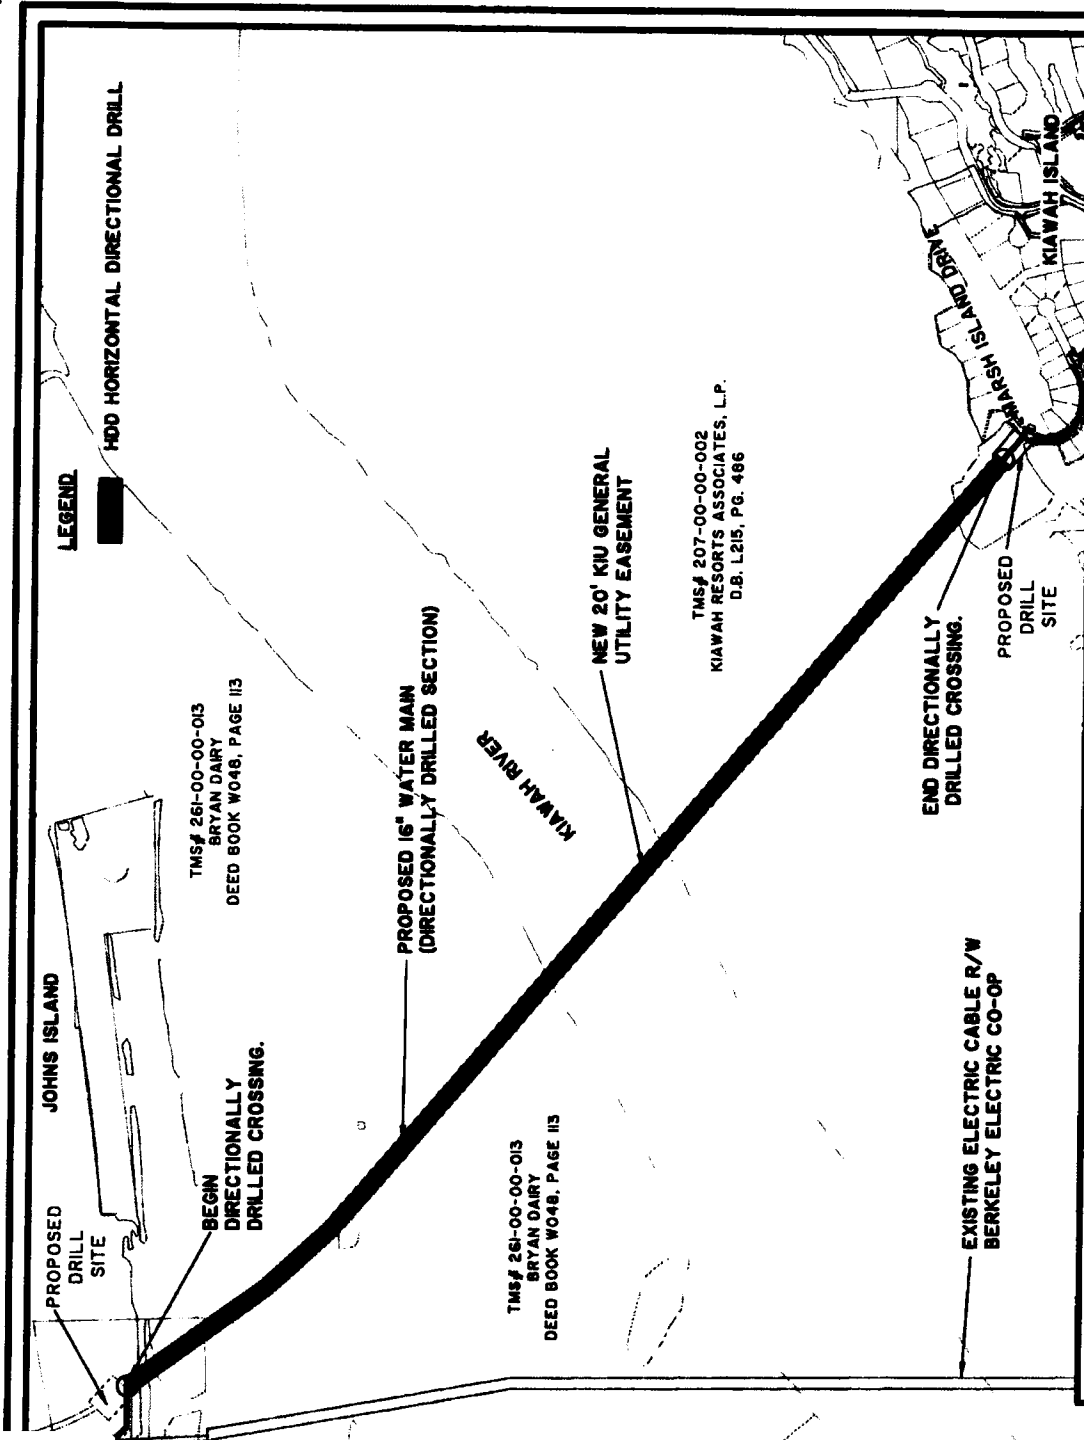 LEGEND
HDD HORIZONTAL DIRECTIONAL DRILL
JOHNS ISLAND
PROPOSED
DRILL
SITE
BEGIN
DIRECTIONALLY
DRILLED CROSSING.
TMS# 261-00-00-013
BRYAN DAIRY
DEED BOOK W048, PAGE 113
PROPOSED 16" WATER MAIN
(DIRECTIONALLY DRILLED SECTION)
KIAWAH RIVER
TMS# 261-00-00-013
BRYAN DAIRY
DEED BOOK W048, PAGE 113
NEW 20' KIU GENERAL
UTILITY EASEMENT
TMS# 207-00-00-002
KIAWAH RESORTS ASSOCIATES, L.P.
D.B. L215, PG. 486
END DIRECTIONALLY
DRILLED CROSSING.
PROPOSED
DRILL
SITE
EXISTING ELECTRIC CABLE R/W
BERKELEY ELECTRIC CO-OP
MARSH ISLAND DRIVE
KIAWAH ISLAND